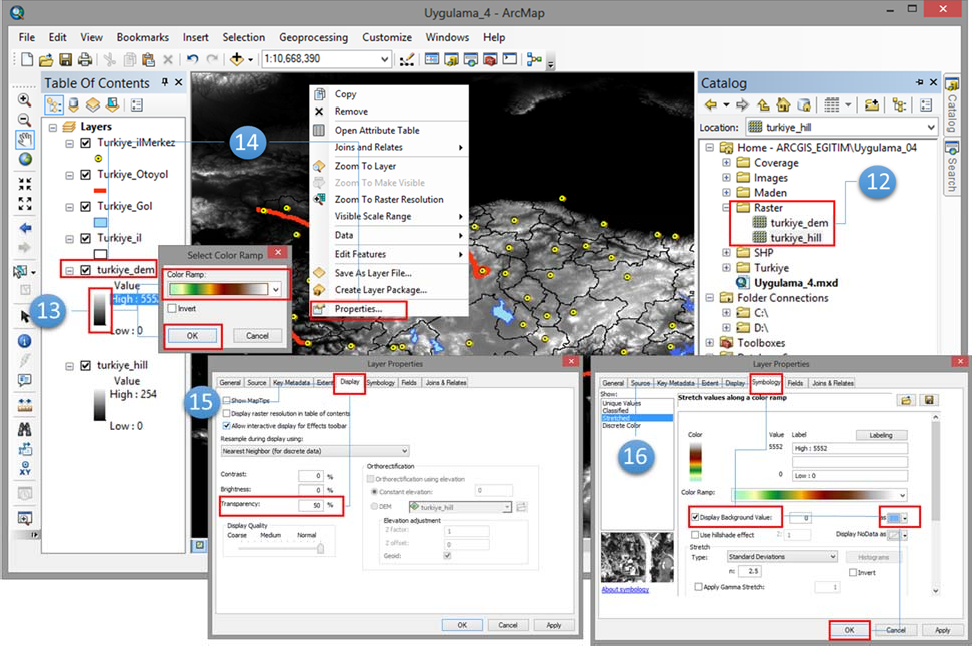 Uygulama_4 - ArcMap
File Edit View Bookmarks Insert Selection Geoprocessing Customize Windows Help
1:10,668,390
Table Of Contents
Layers
Turkiye_ilMerkez
Turkiye_Otoyol
Turkiye_Gol
Turkiye_il
turkiye_dem
Value
High : 555
Low : 0
turkiye_hill
Value
High : 254
Low : 0
13
14
Select Color Ramp
Color Ramp:
Invert
OK Cancel
Copy
Remove
Open Attribute Table
Joins and Relates
Zoom To Layer
Zoom To Make Visible
Zoom To Raster Resolution
Visible Scale Range
Data
Edit Features
Save As Layer File...
Create Layer Package...
Properties...
Catalog
Location: turkiye_hill
Home - ARCGIS_EGITIM\Uygulama_04
Coverage
Images
Maden
Raster
turkiye_dem
turkiye_hill
SHP
Turkiye
Uygulama_4.mxd
Folder Connections
C:\
D:\
Toolboxes
12
Catalog
Search
Layer Properties
General Source Key Metadata Extent Display Symbology Fields Joins & Relates
15
Show MapTips
Display raster resolution in table of contents
Allow interactive display for Effects toolbar
Resample during display using:
Nearest Neighbor (for discrete data)
Contrast: 0 %
Brightness: 0 %
Transparency: 50 %
Display Quality
Coarse Medium Normal
Orthorectification
Orthorectification using elevation
Constant elevation: 0
DEM turkiye_hill
Elevation adjustment
Z Factor: 1
Z offset: 0
Geoid:
OK Cancel Apply
Layer Properties
General Source Key Metadata Extent Display Symbology Fields Joins & Relates
Show:
Unique Values
Classified
Stretched
Discrete Color
16
About symbology
Stretch values along a color ramp
Color Value Label Labeling
5552 High : 5552
0 Low : 0
Color Ramp:
Display Background Value: 0 as
Use hillshade effect Z: 1 Display NoData as
Stretch
Type: Standard Deviations Histograms
n: 2.5 Invert
Apply Gamma Stretch: 1
OK Cancel Apply